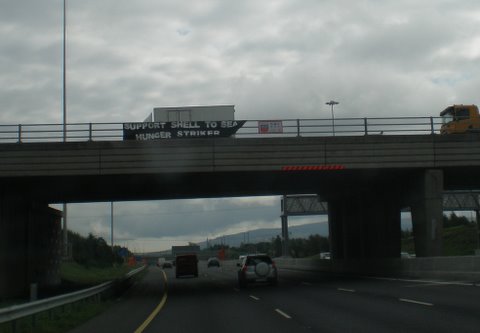 SUPPORT SHELL TO SEA
HUNGER STRIKER